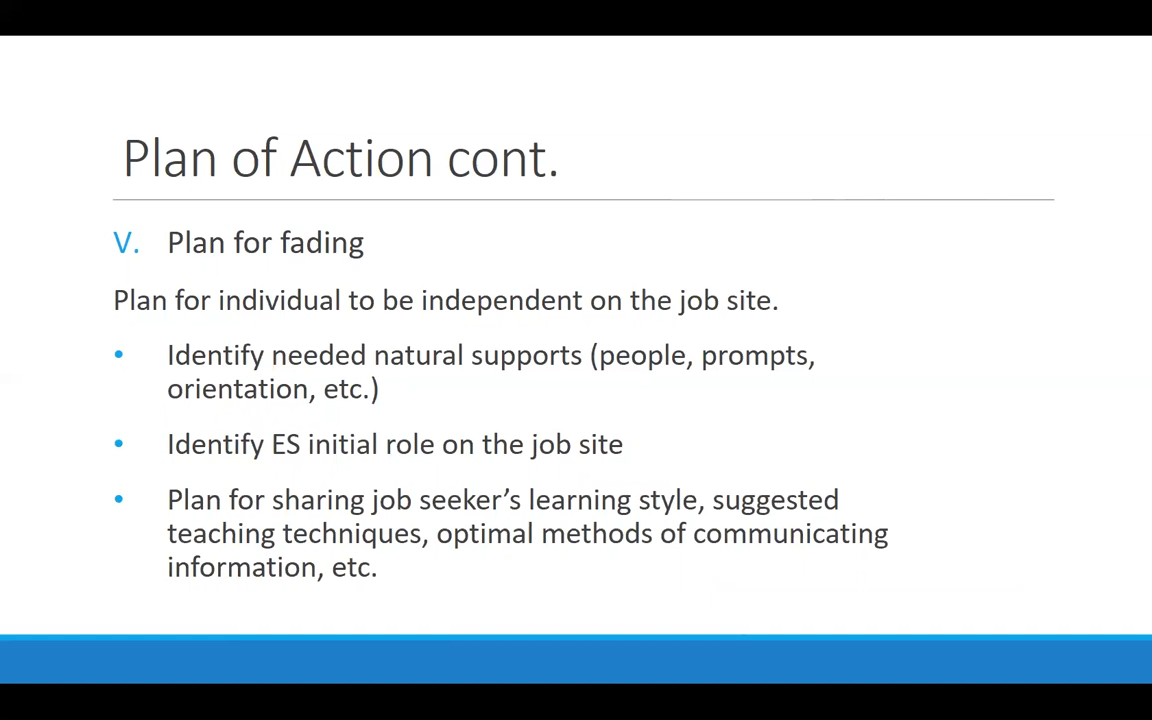 Plan of Action cont.
V. Plan for fading
Plan for individual to be independent on the job site.
• Identify needed natural supports (people, prompts,
orientation, etc.)
• Identify ES initial role on the job site
• Plan for sharing job seeker’s learning style, suggested
teaching techniques, optimal methods of communicating
information, etc.